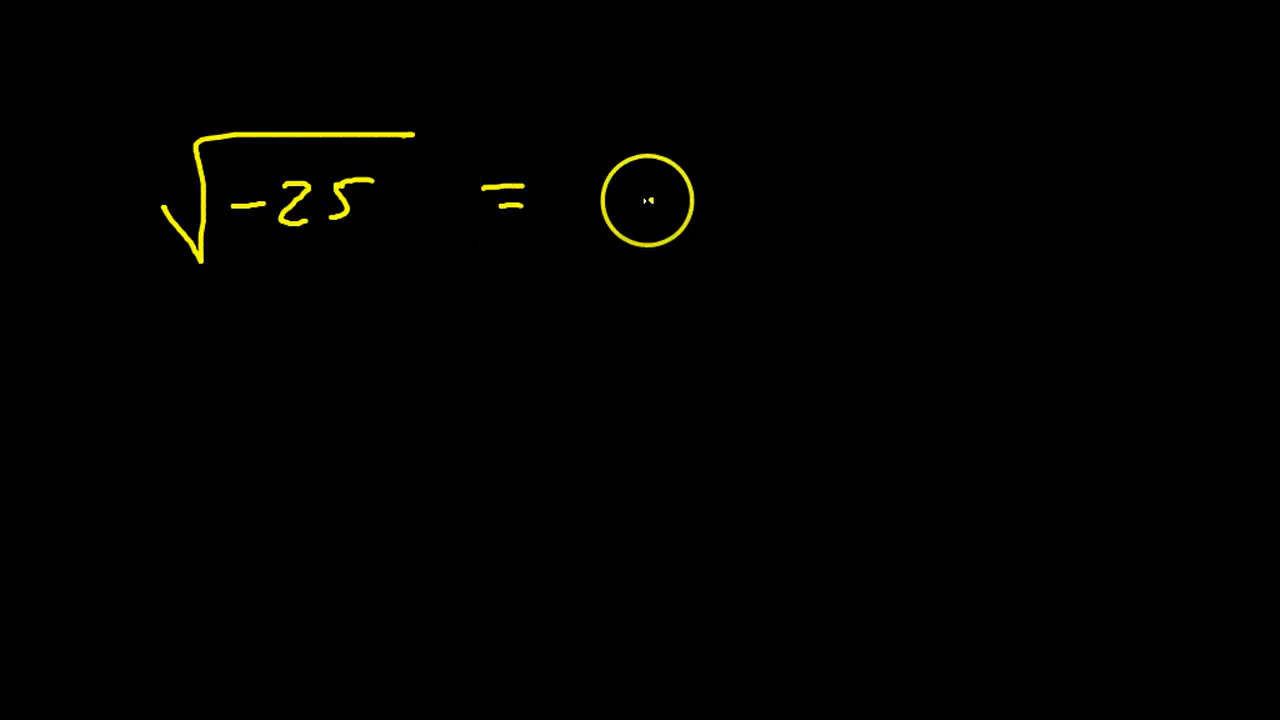 √-25 =